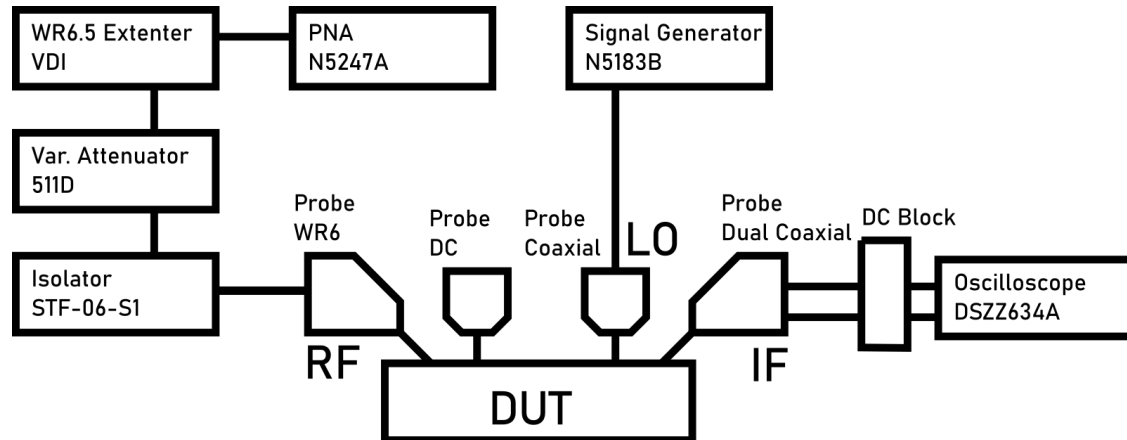 WR6.5 Extenter
VDI
PNA
N5247A
Signal Generator
N5183B
Var. Attenuator
511D
Probe
WR6
Probe
DC
Probe
Coaxial
LO
Probe
Dual Coaxial
DC Block
Isolator
STF-06-S1
Oscilloscope
DSZZ634A
RF
IF
DUT